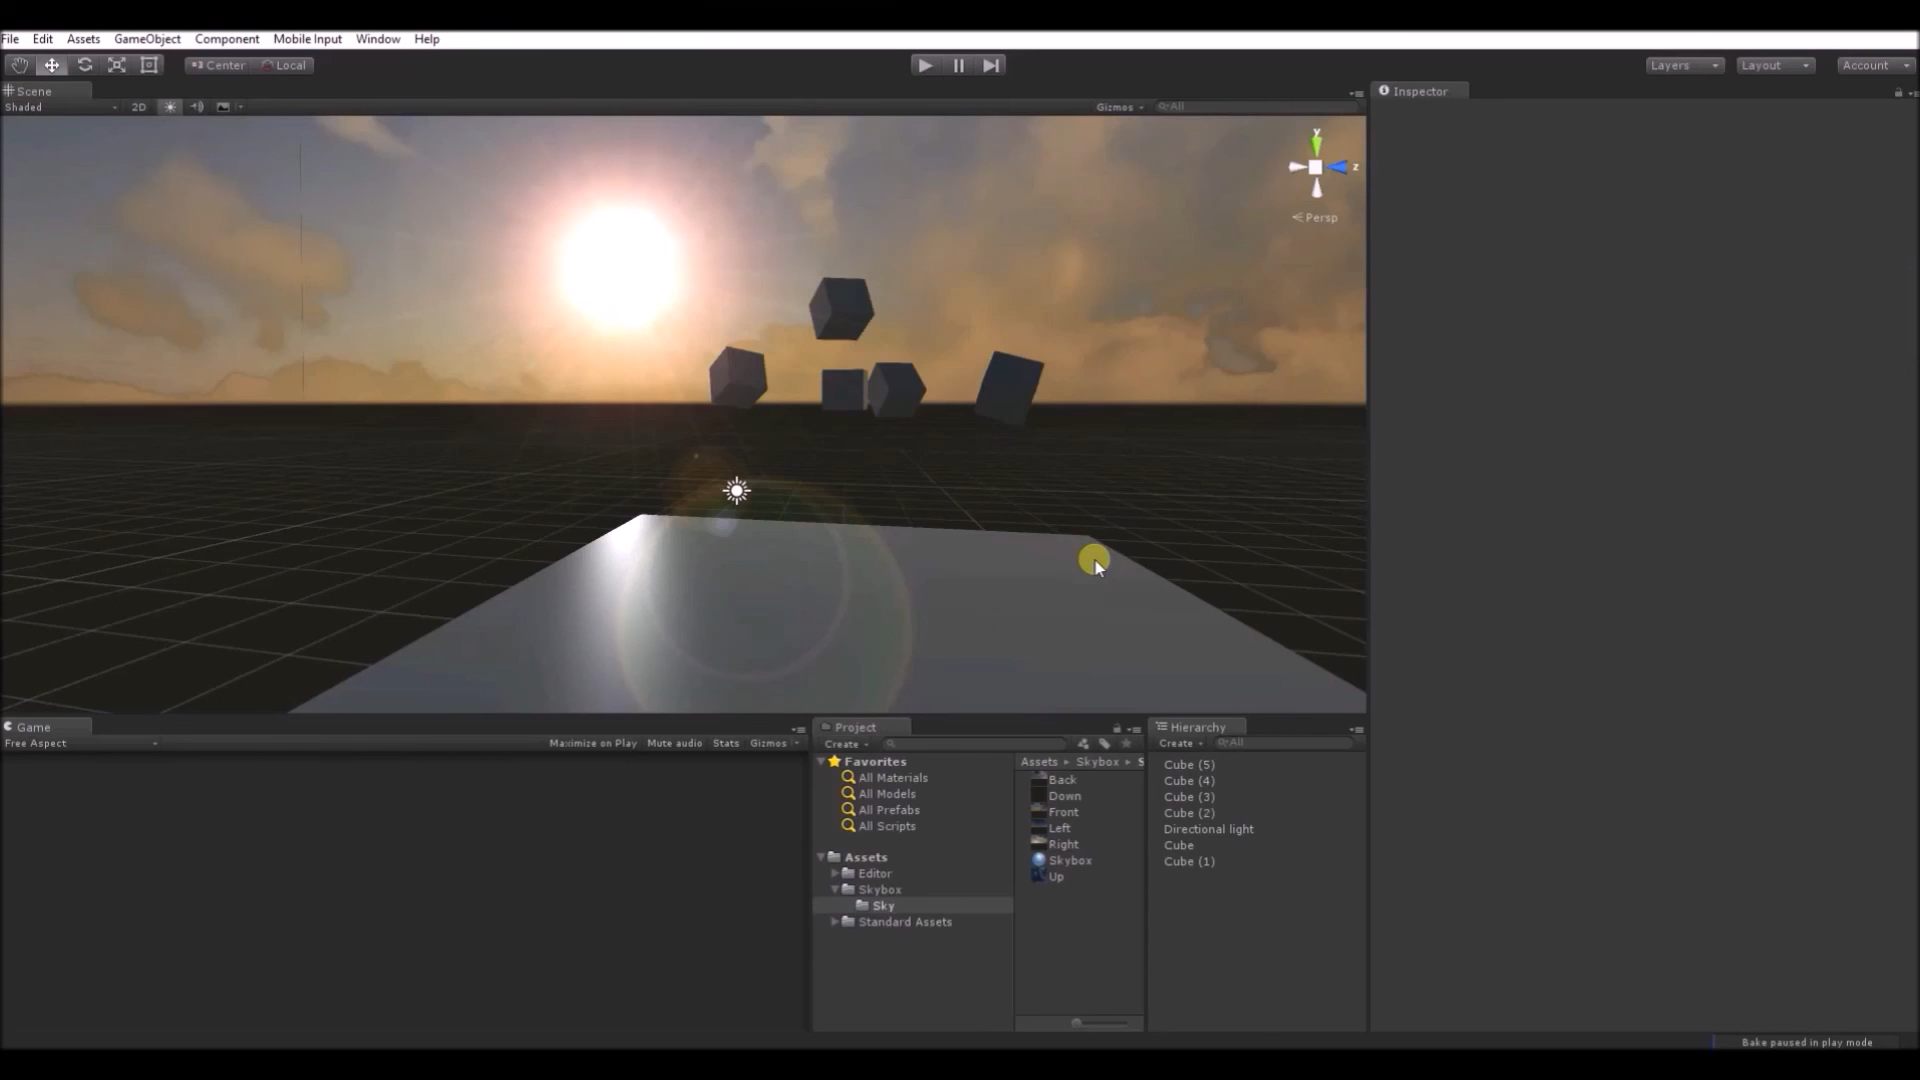 File Edit Assets GameObject Component Mobile Input Window Help
Center Local Layers Layout Account
Scene Inspector
Shaded 2D Gizmos All
y
z
Persp
Game Project Hierarchy
Free Aspect Maximize on Play Mute audio Stats Gizmos Create Create All
Favorites
All Materials
All Models
All Prefabs
All Scripts
Assets
Editor
Skybox
Sky
Standard Assets
Assets Skybox S
Back
Down
Front
Left
Right
Skybox
Up
Cube (5)
Cube (4)
Cube (3)
Cube (2)
Directional light
Cube
Cube (1)
Bake paused in play mode